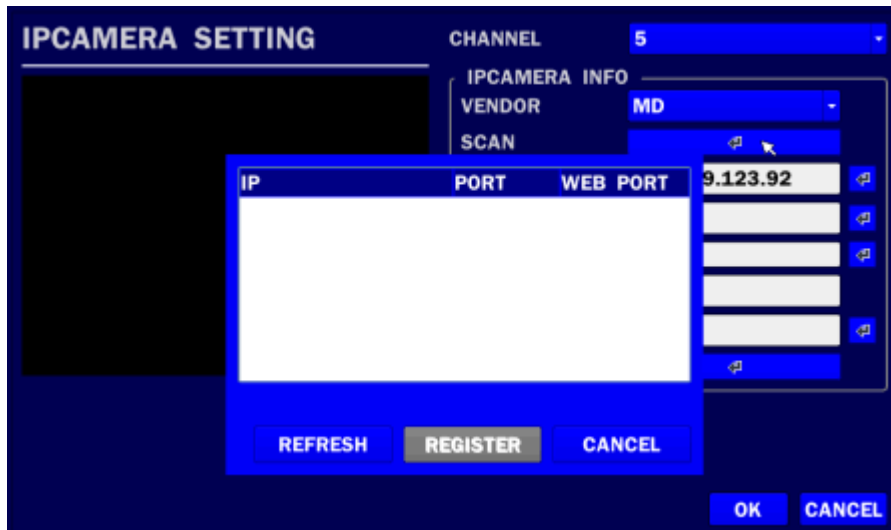 IPCAMERA SETTING
CHANNEL 5
IPCAMERA INFO
VENDOR MD
SCAN
9.123.92
IP PORT WEB PORT
REFRESH REGISTER CANCEL
OK CANCEL